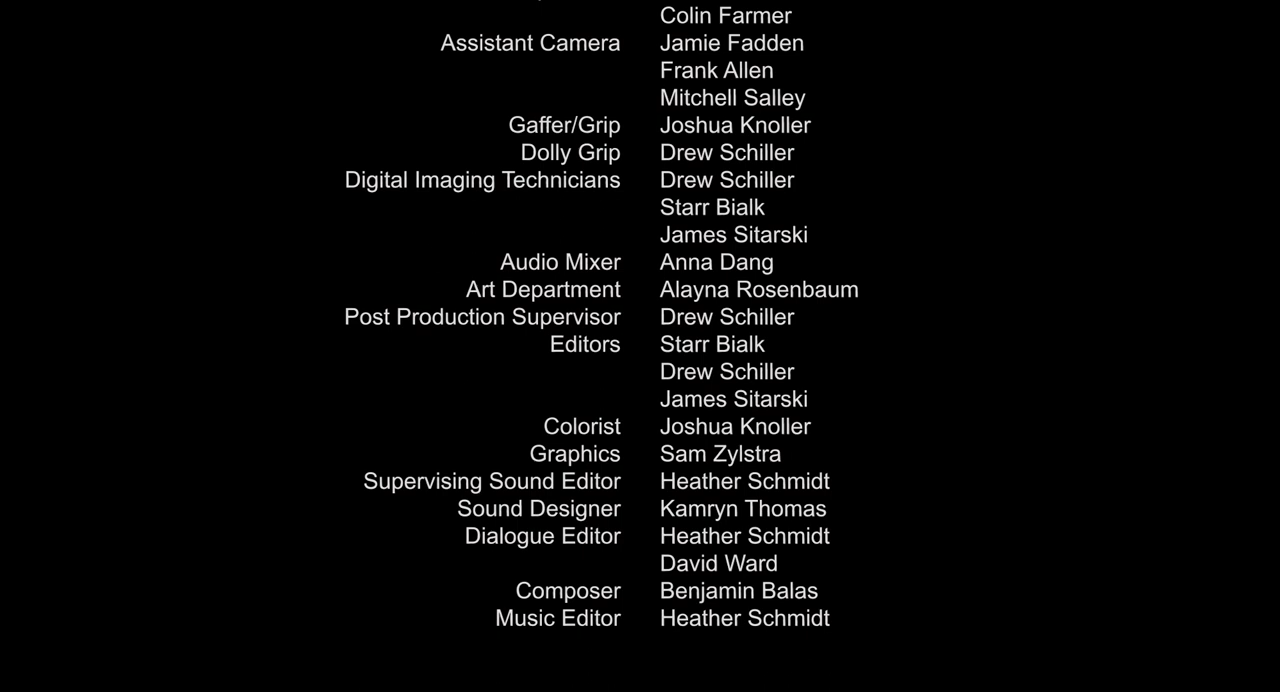 Colin Farmer
Assistant Camera Jamie Fadden
Frank Allen
Mitchell Salley
Gaffer/Grip Joshua Knoller
Dolly Grip Drew Schiller
Digital Imaging Technicians Drew Schiller
Starr Bialk
James Sitarski
Audio Mixer Anna Dang
Art Department Alayna Rosenbaum
Post Production Supervisor Drew Schiller
Editors Starr Bialk
Drew Schiller
James Sitarski
Colorist Joshua Knoller
Graphics Sam Zylstra
Supervising Sound Editor Heather Schmidt
Sound Designer Kamryn Thomas
Dialogue Editor Heather Schmidt
David Ward
Composer Benjamin Balas
Music Editor Heather Schmidt